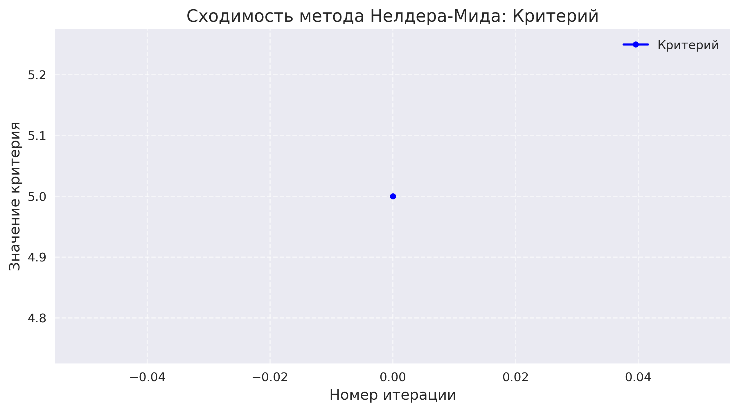 Сходимость метода Нелдера-Мида: Критерий
Критерий
5.2
5.1
5.0
4.9
4.8
Значение критерия
−0.04
−0.02
0.00
0.02
0.04
Номер итерации